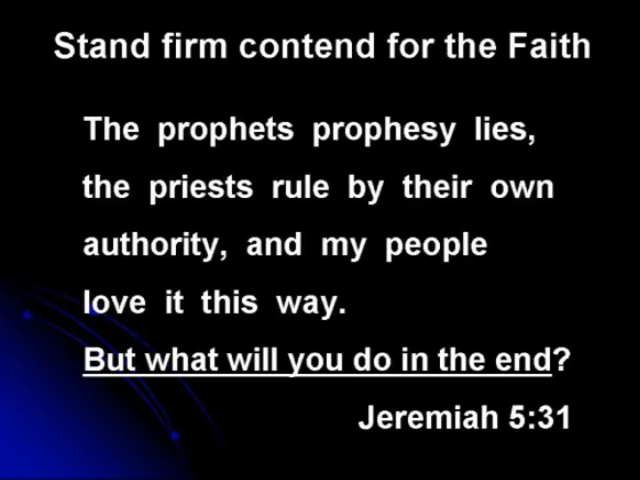 Stand firm contend for the Faith
The prophets prophesy lies,
the priests rule by their own
authority, and my people
love it this way.
But what will you do in the end?
Jeremiah 5:31